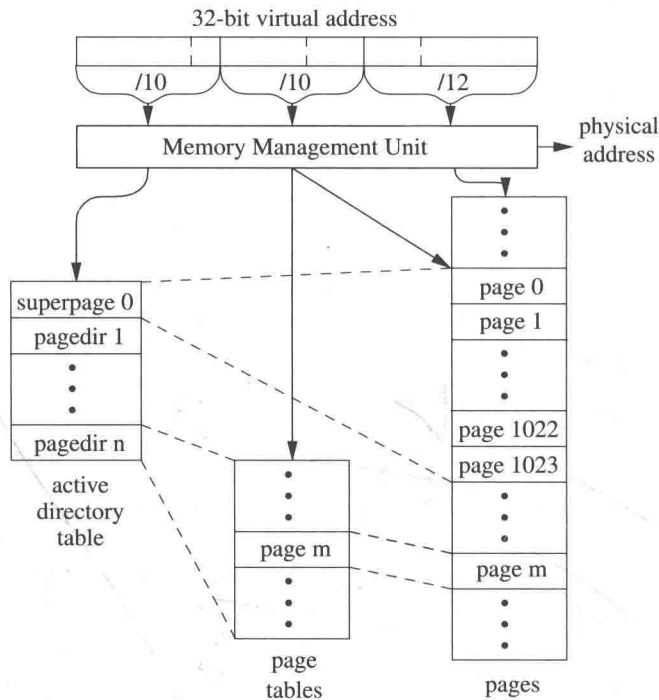 32-bit virtual address
/10
/10
/12
Memory Management Unit
physical
address
superpage 0
pagedir 1
pagedir n
active
directory
table
page m
page
tables
page 0
page 1
page 1022
page 1023
page m
pages